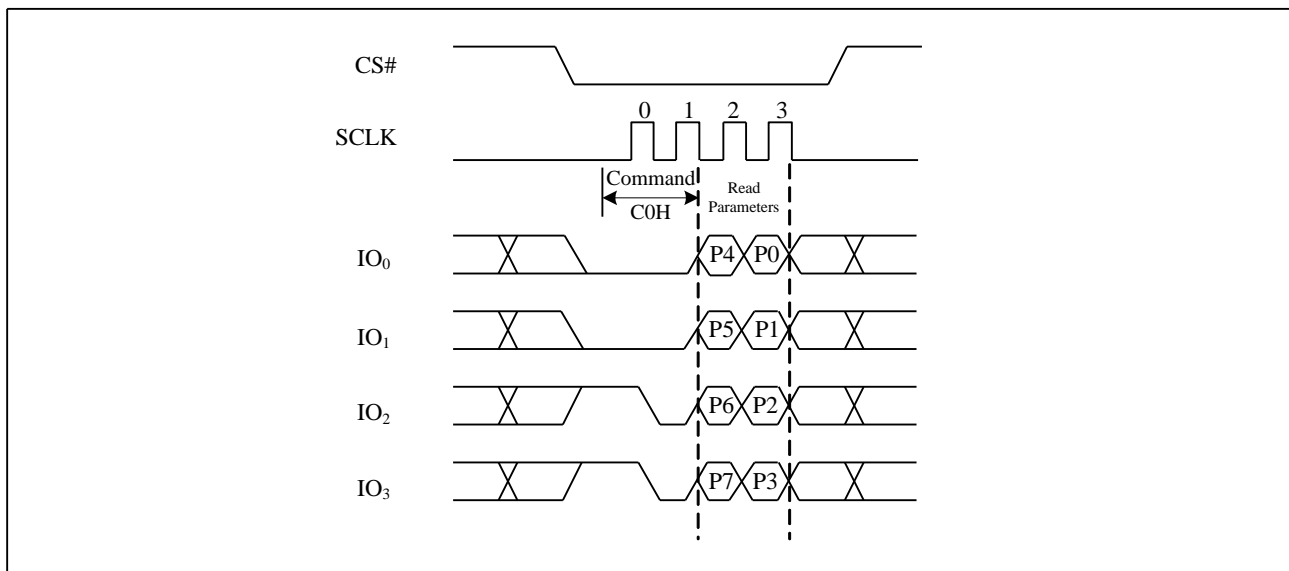 CS#
0 1 2 3
SCLK
Command
C0H
Read
Parameters
IO₀ P4 P0
IO₁ P5 P1
IO₂ P6 P2
IO₃ P7 P3